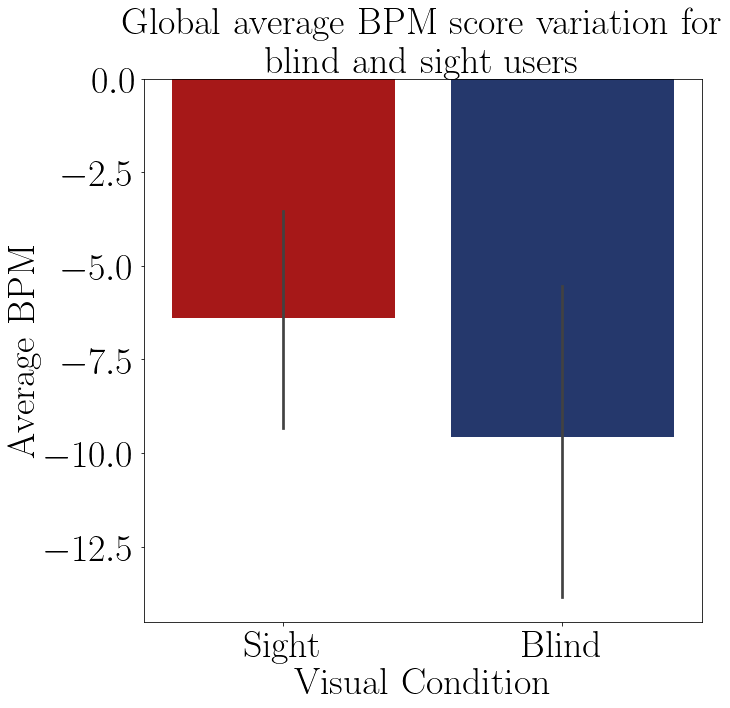 Global average BPM score variation for
blind and sight users
0.0
−2.5
−5.0
−7.5
−10.0
−12.5
Average BPM
Sight
Blind
Visual Condition